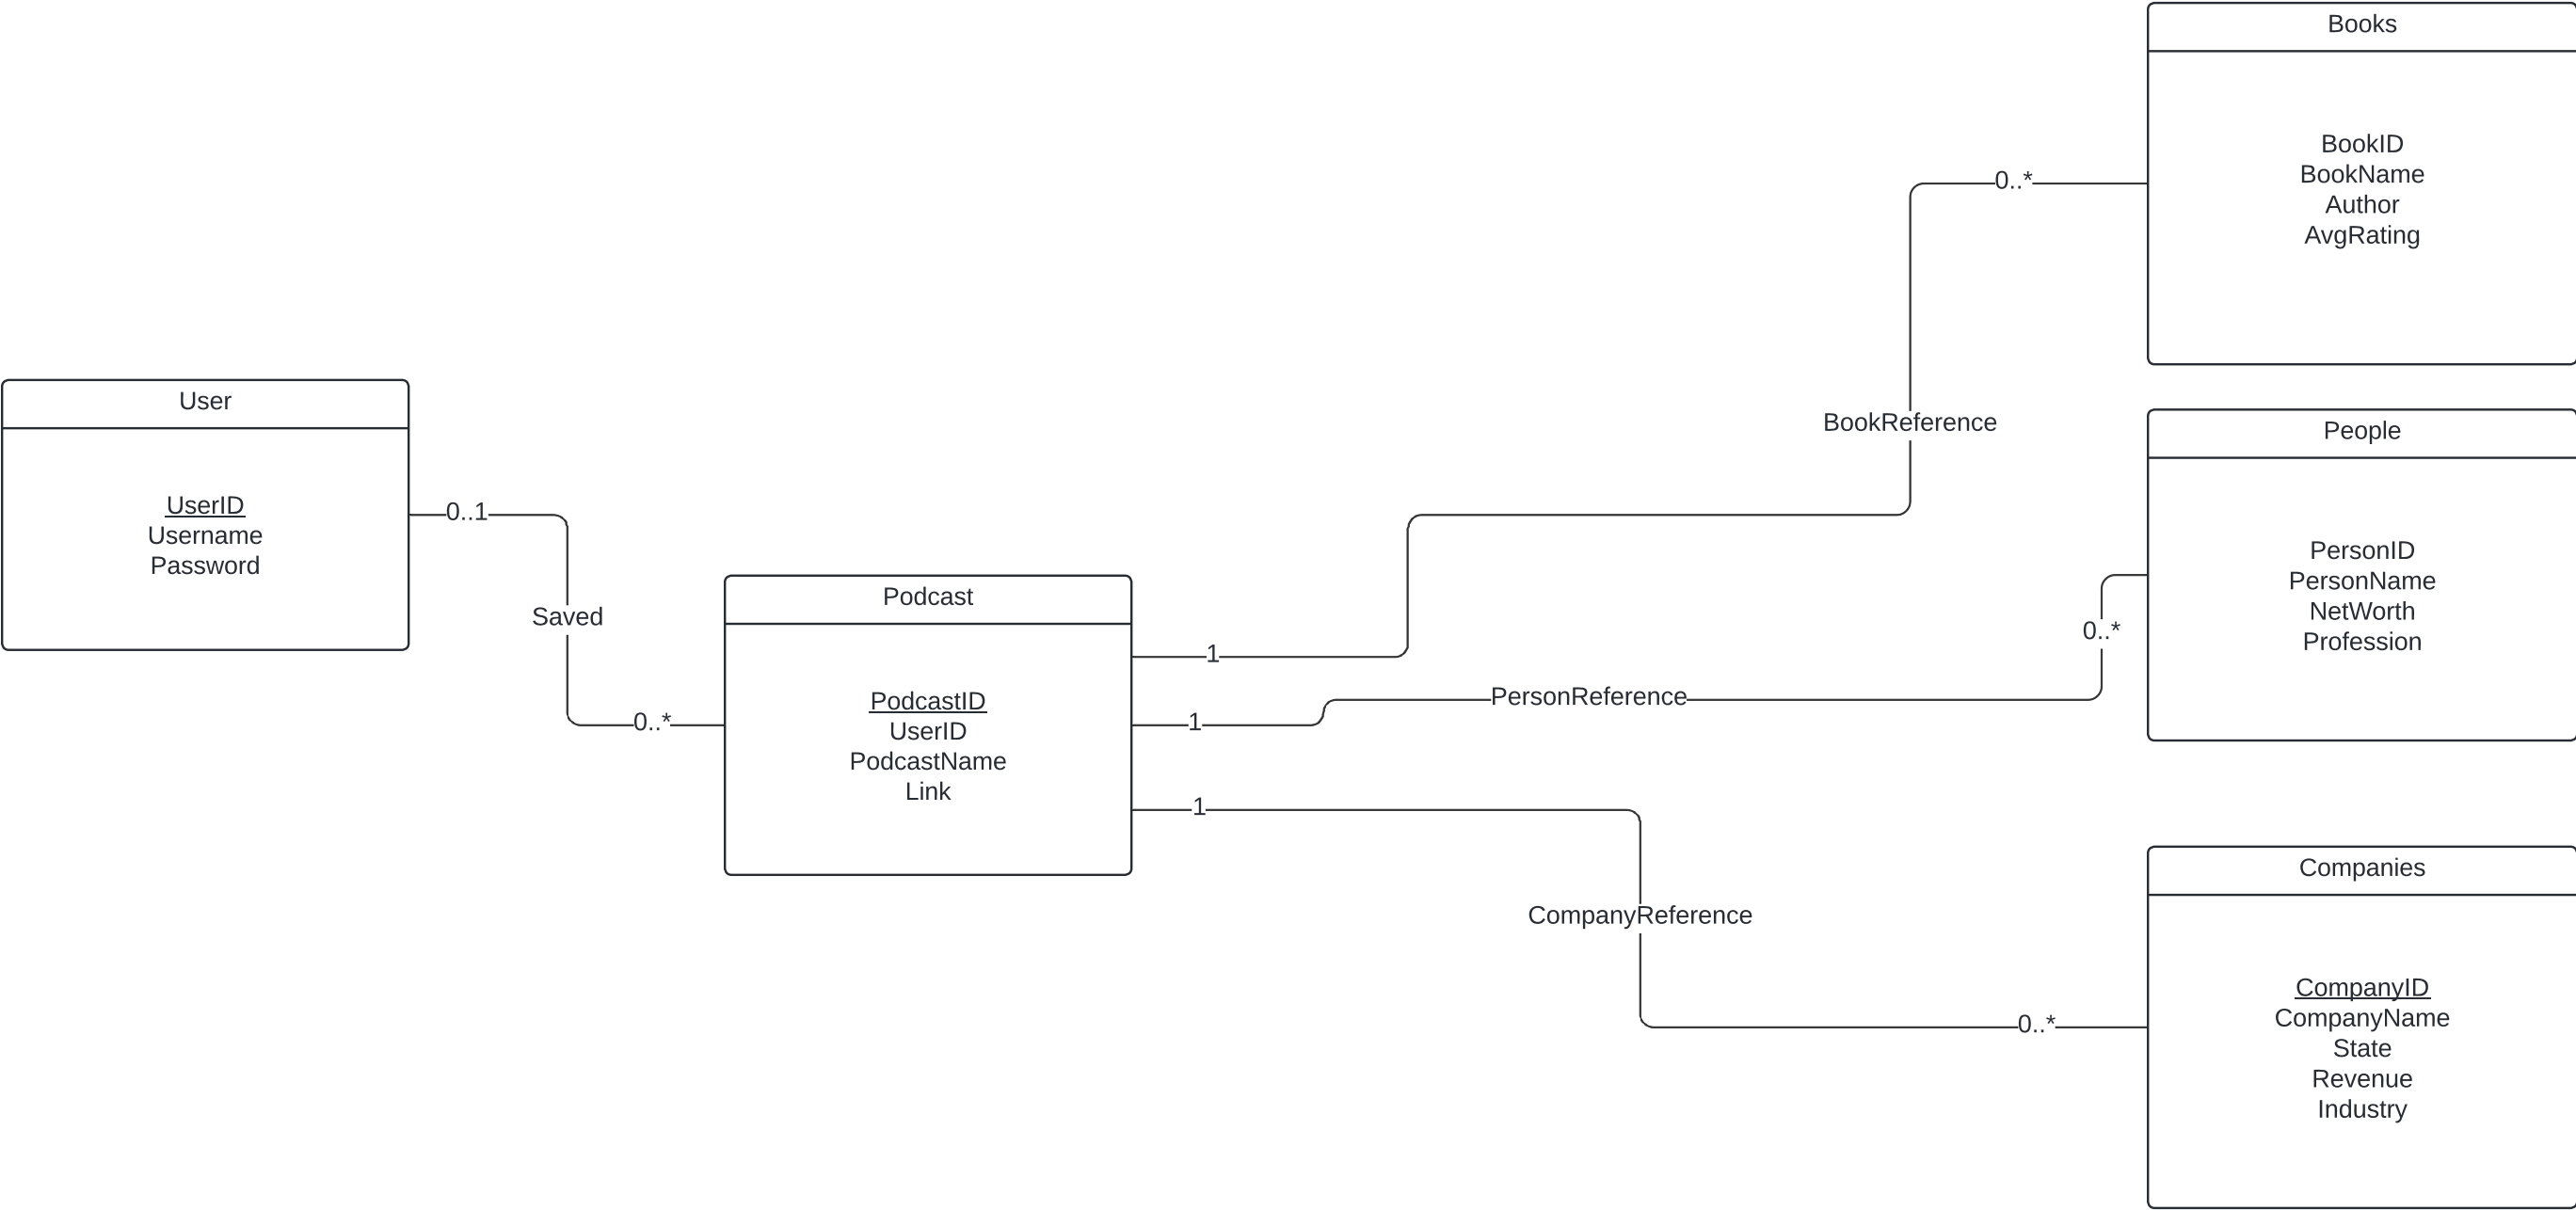 Books
BookID
BookName
Author
AvgRating
0..*
BookReference
User
UserID
Username
Password
0..1
Saved
0..*
Podcast
PodcastID
UserID
PodcastName
Link
1
1
PersonReference
1
People
PersonID
PersonName
NetWorth
Profession
0..*
CompanyReference
0..*
Companies
CompanyID
CompanyName
State
Revenue
Industry